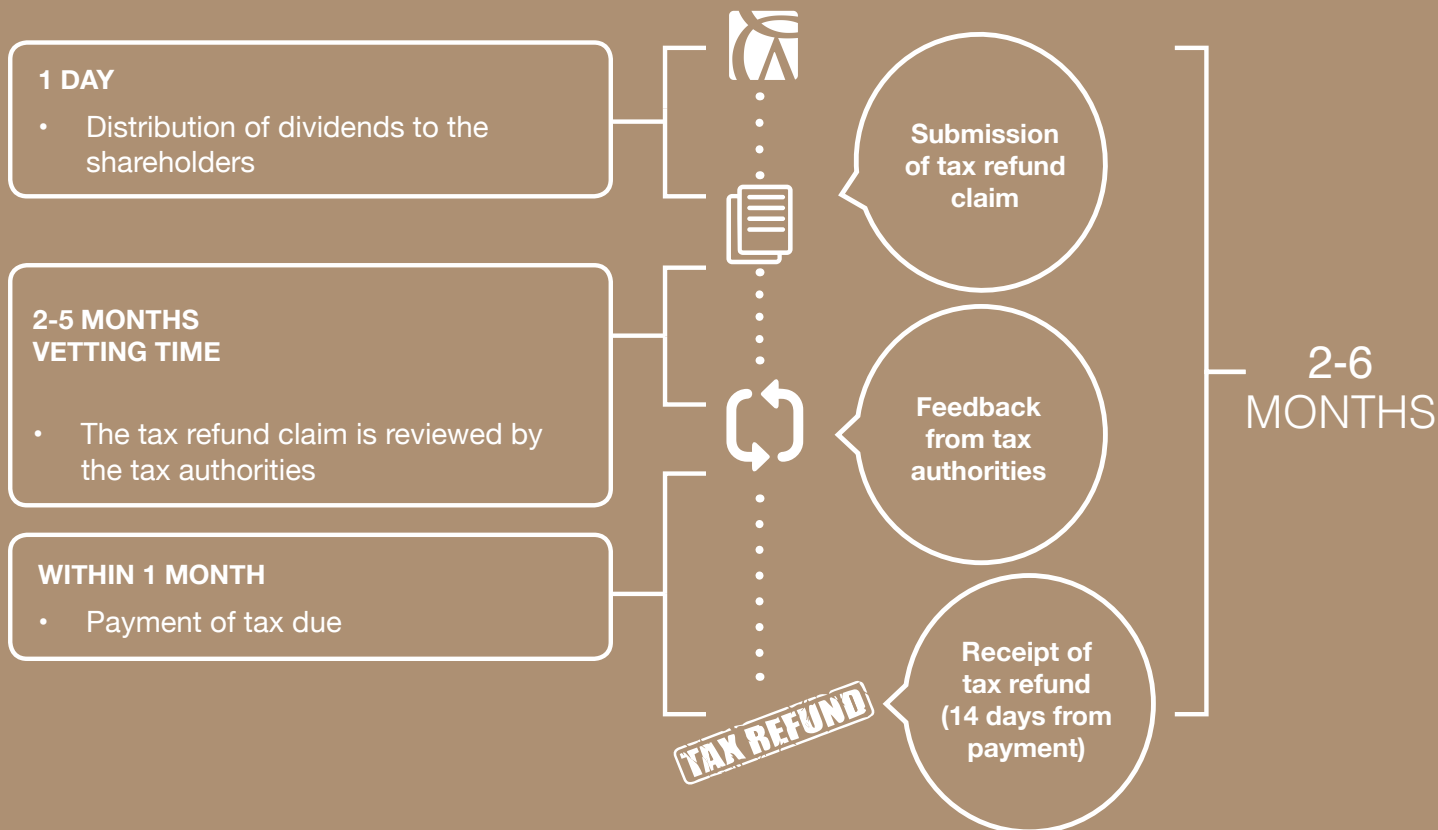 1 DAY
• Distribution of dividends to the
shareholders
Submission
of tax refund
claim
2-5 MONTHS
VETTING TIME
• The tax refund claim is reviewed by
the tax authorities
Feedback
from tax
authorities
2-6
MONTHS
WITHIN 1 MONTH
• Payment of tax due
Receipt of
tax refund
(14 days from
payment)
TAX REFUND